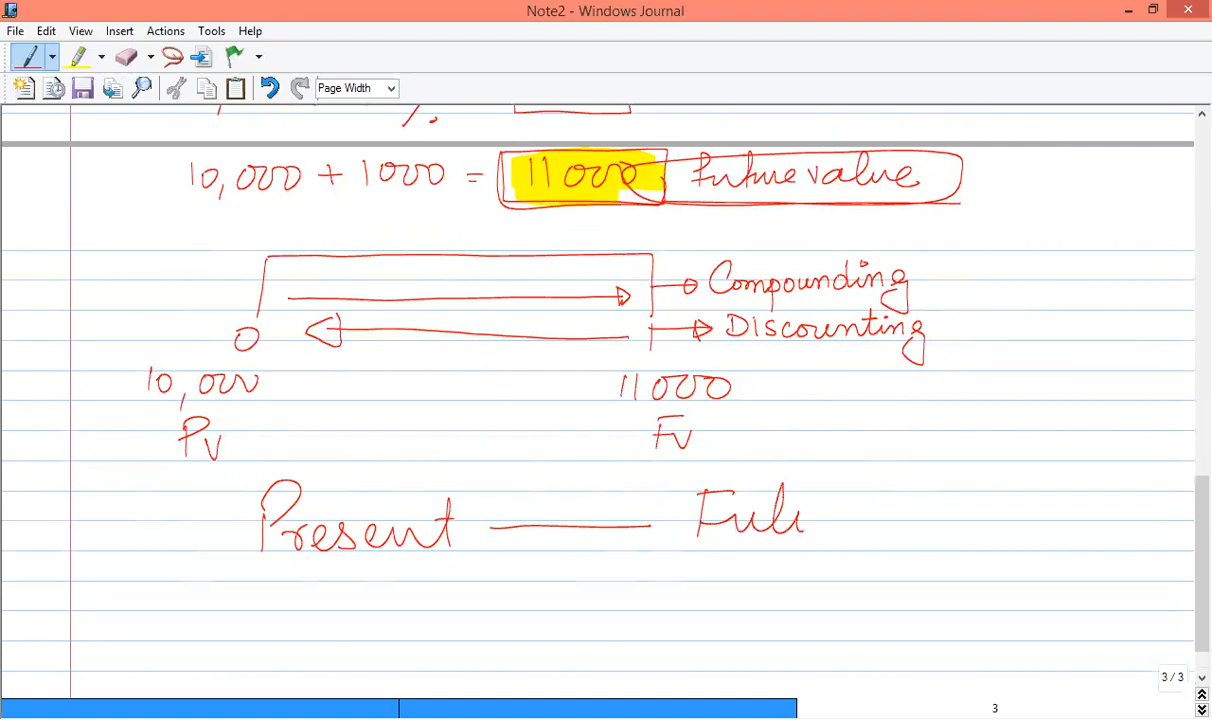 Note2 - Windows Journal
File Edit View Insert Actions Tools Help
Page Width
%.
10,000 + 1000 = 11000 Future value
Compounding
0 Discounting
10,000 11000
PV FV
Present Futu
3 / 3
3